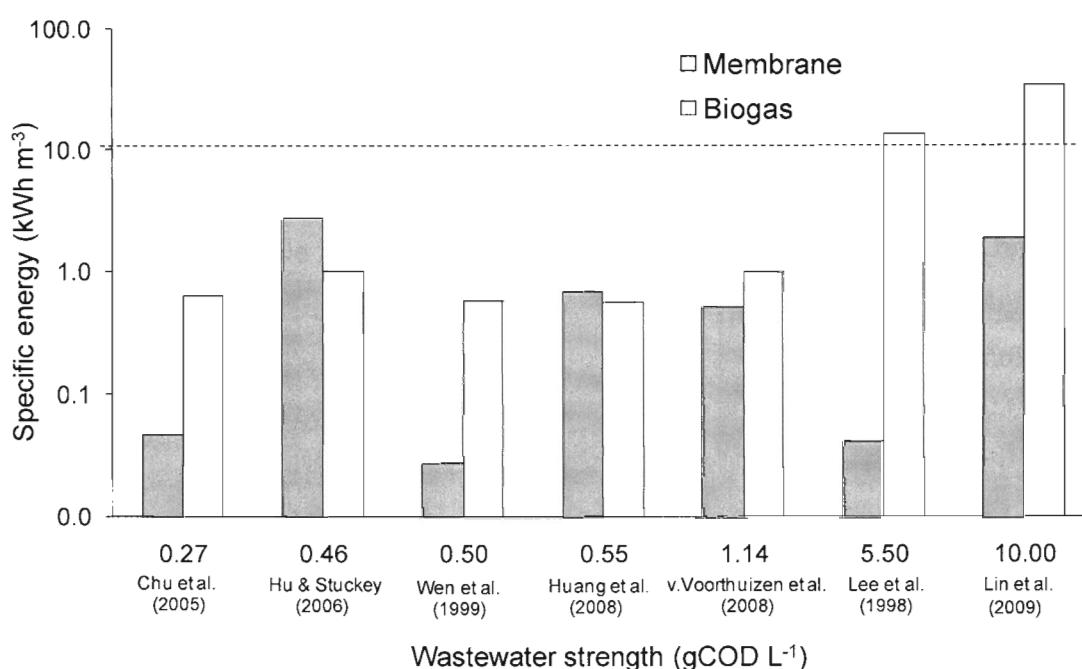 100.0
10.0
1.0
0.1
0.0
Specific energy (kWh m-3)
Membrane
Biogas
0.27
0.46
0.50
0.55
1.14
5.50
10.00
Chu et al.
(2005)
Hu & Stuckey
(2006)
Wen et al.
(1999)
Huang et al.
(2008)
v.Voorthuizen et al.
(2008)
Lee et al.
(1998)
Lin et al.
(2009)
Wastewater strength (gCOD L-1)